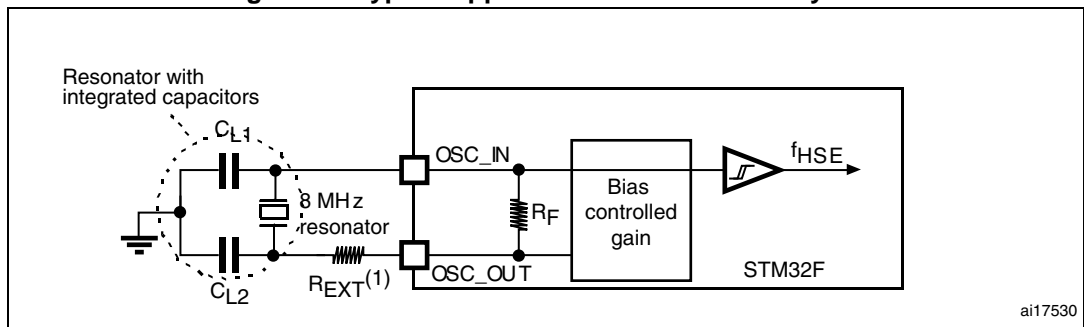 Resonator with
integrated capacitors
CL1
OSC_IN
fHSE
8 MHz
resonator
RF
Bias
controlled
gain
CL2
REXT(1)
OSC_OUT
STM32F
ai17530